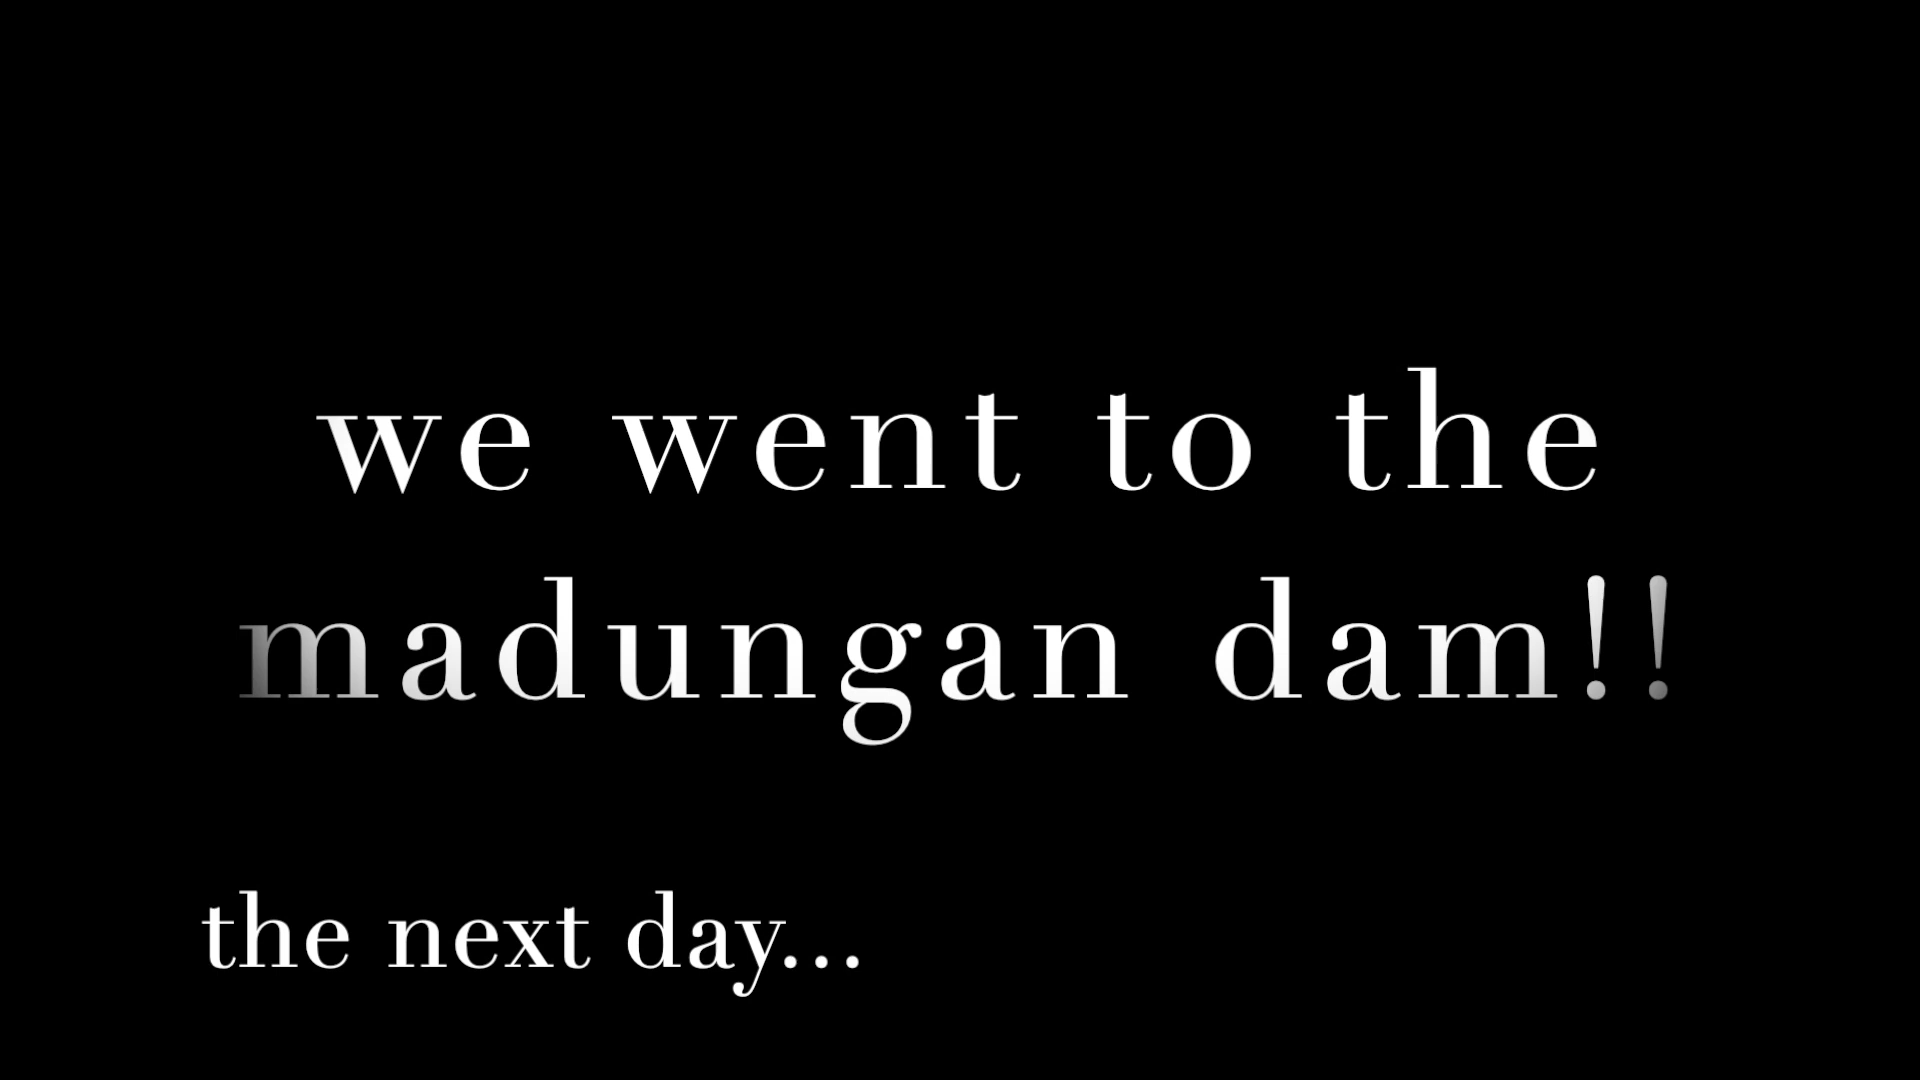 we went to the
madungan dam!!
the next day...